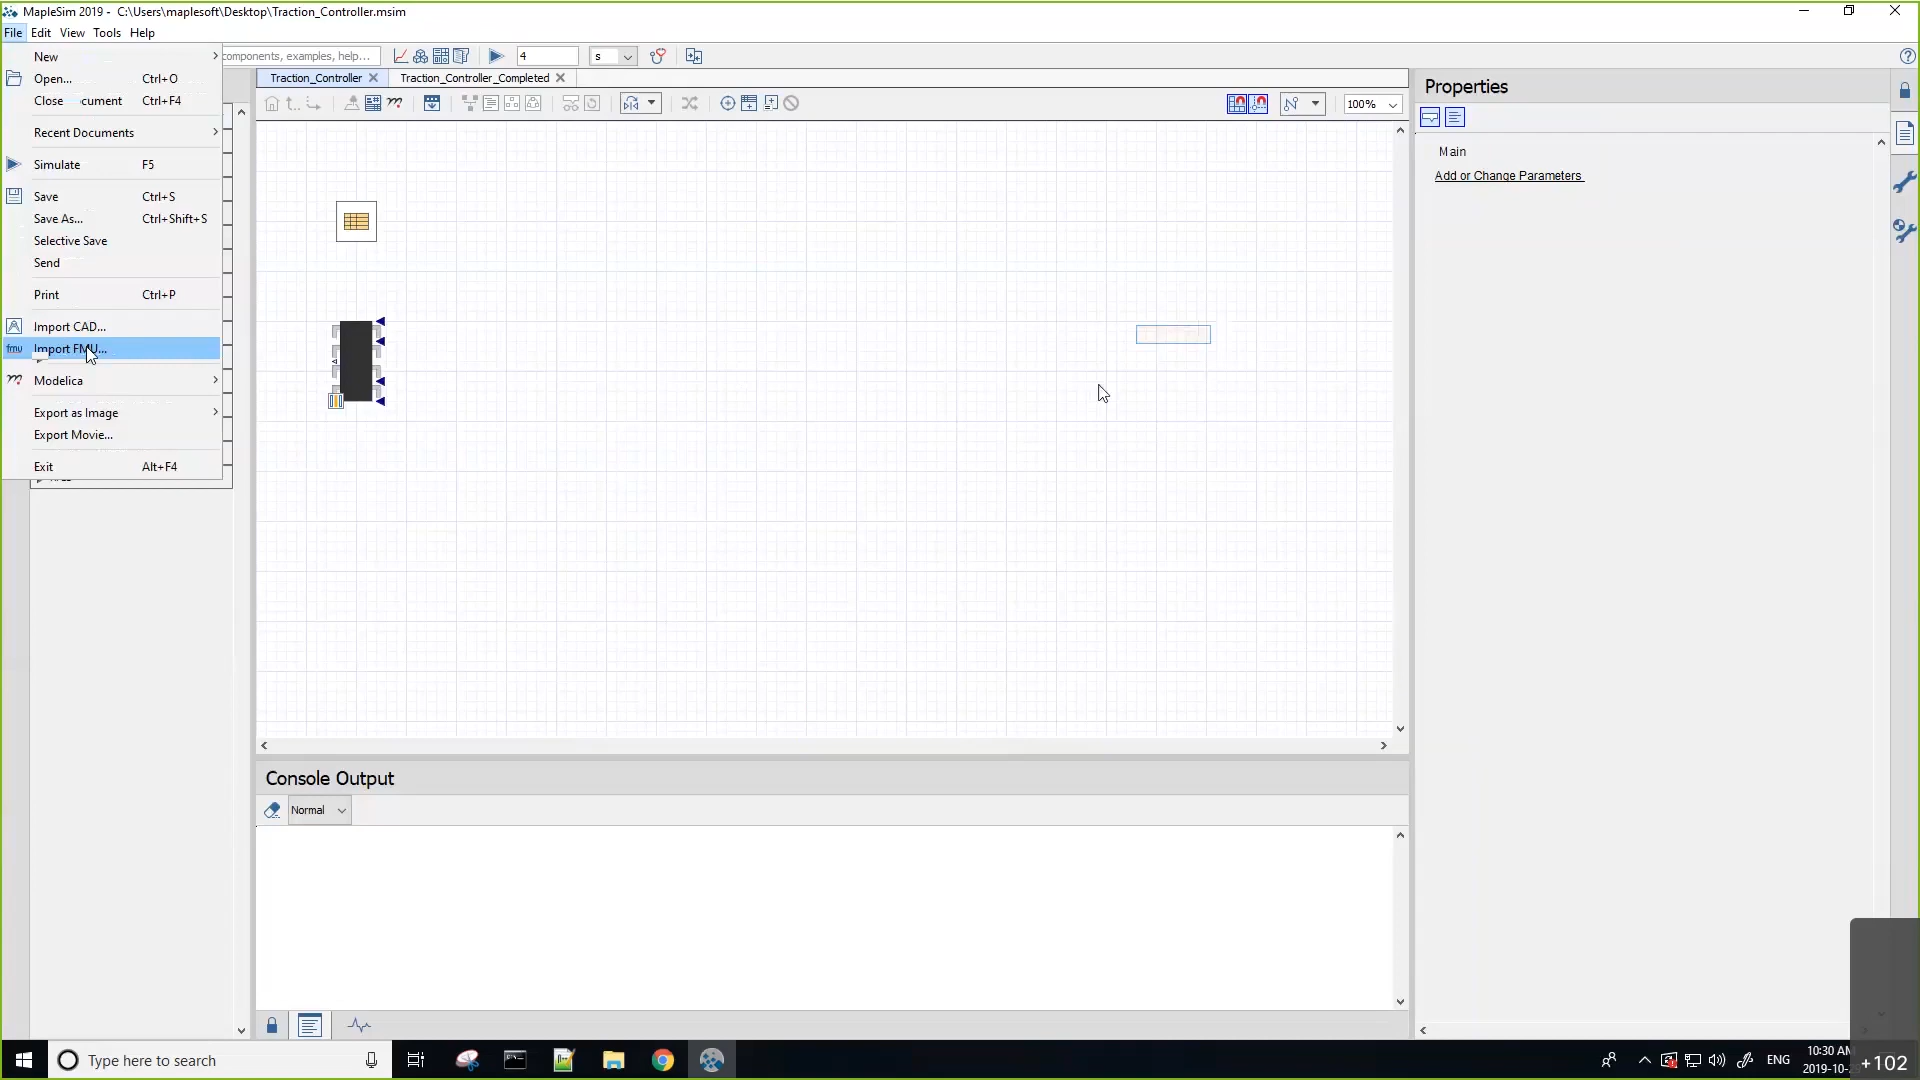 MapleSim 2019 - C:\Users\maplesoft\Desktop\Traction_Controller.msim
File Edit View Tools Help
New
components, examples, help...
4
s
Open... Ctrl+O
Traction_Controller
Traction_Controller_Completed
Close cument Ctrl+F4
100%
Recent Documents
Simulate F5
Save Ctrl+S
Save As... Ctrl+Shift+S
Selective Save
Send
Print Ctrl+P
Import CAD...
fmu Import FMU...
Modelica
Export as Image
Export Movie...
Exit Alt+F4
Properties
Main
Add or Change Parameters
Console Output
Normal
Type here to search
ENG
10:30 AM
2019-10-2
+102